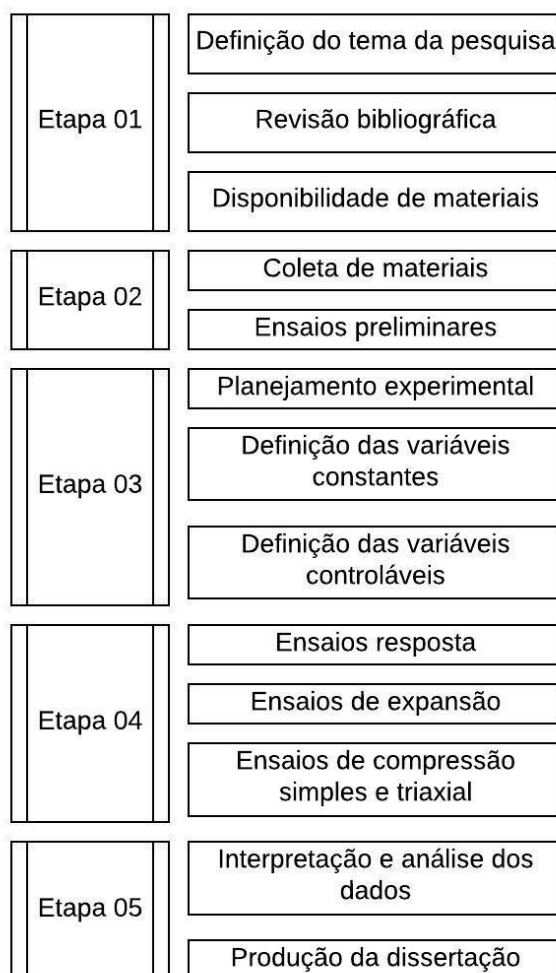 Etapa 01
Definição do tema da pesquisa
Revisão bibliográfica
Disponibilidade de materiais
Etapa 02
Coleta de materiais
Ensaios preliminares
Etapa 03
Planejamento experimental
Definição das variáveis
constantes
Definição das variáveis
controláveis
Etapa 04
Ensaios resposta
Ensaios de expansão
Ensaios de compressão
simples e triaxial
Etapa 05
Interpretação e análise dos
dados
Produção da dissertação